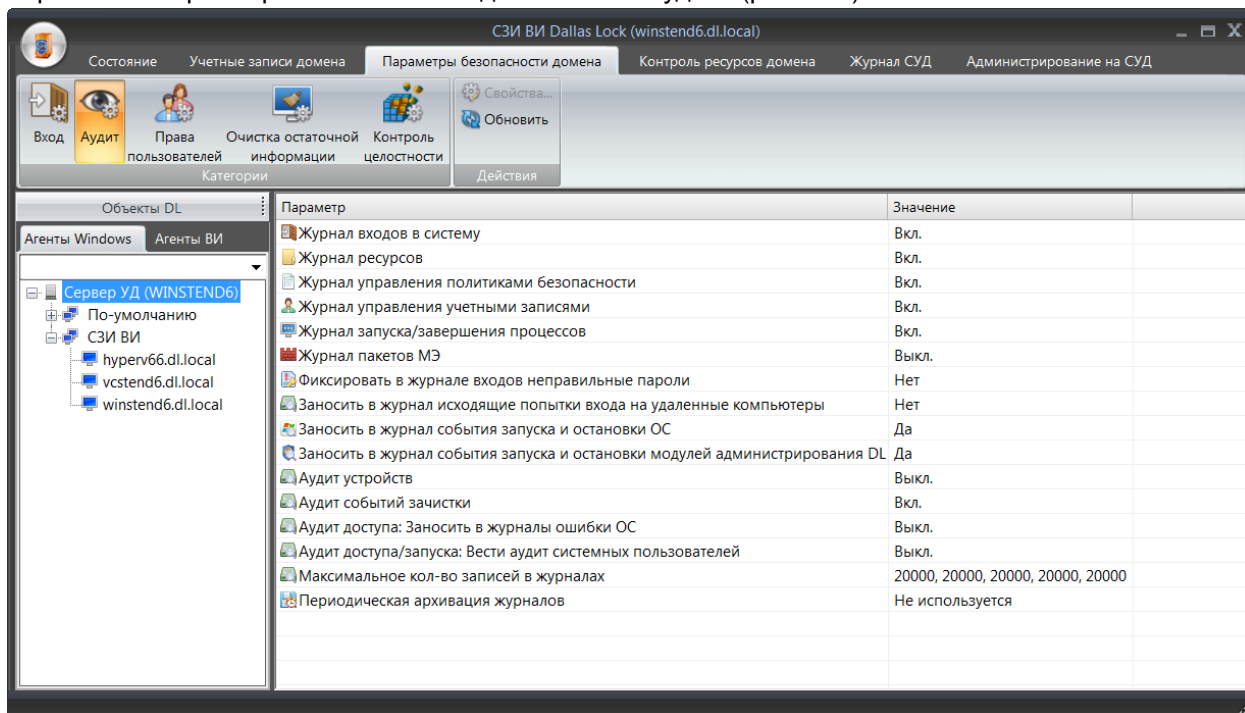 СЗИ ВИ Dallas Lock (winstend6.dl.local)
Состояние Учетные записи домена Параметры безопасности домена Контроль ресурсов домена Журнал СУД Администрирование на СУД
Вход
Аудит
Права пользователей
Очистка остаточной информации
Контроль целостности
Категории
Свойства...
Обновить
Действия
Объекты DL
Агенты Windows Агенты ВИ
Сервер УД (WINSTEND6)
По-умолчанию
СЗИ ВИ
hyperv66.dl.local
vcstend6.dl.local
winstend6.dl.local
Параметр Значение
Журнал входов в систему Вкл.
Журнал ресурсов Вкл.
Журнал управления политиками безопасности Вкл.
Журнал управления учетными записями Вкл.
Журнал запуска/завершения процессов Вкл.
Журнал пакетов МЭ Выкл.
Фиксировать в журнале входов неправильные пароли Нет
Заносить в журнал исходящие попытки входа на удаленные компьютеры Нет
Заносить в журнал события запуска и остановки ОС Да
Заносить в журнал события запуска и остановки модулей администрирования DL Да
Аудит устройств Выкл.
Аудит событий зачистки Вкл.
Аудит доступа: Заносить в журналы ошибки ОС Выкл.
Аудит доступа/запуска: Вести аудит системных пользователей Выкл.
Максимальное кол-во записей в журналах 20000, 20000, 20000, 20000, 20000
Периодическая архивация журналов Не используется